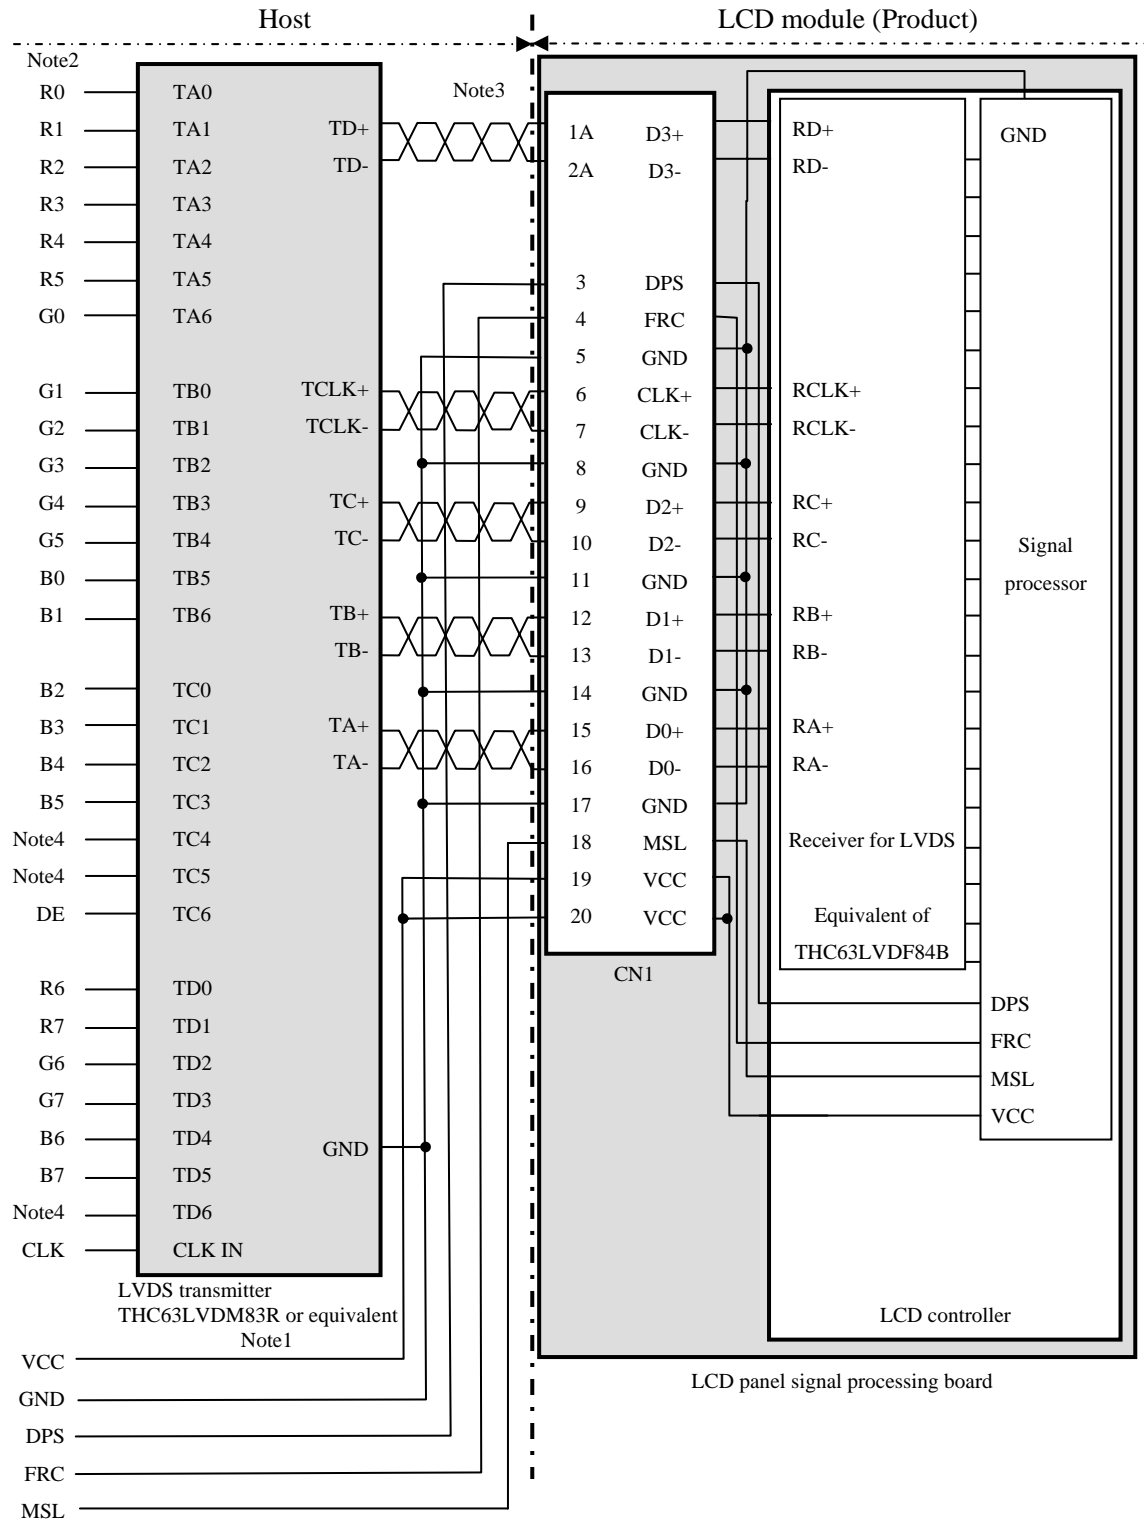 Host
LCD module (Product)
Note2
Note3
R0 TA0
R1 TA1 TD+
R2 TA2 TD-
R3 TA3
R4 TA4
R5 TA5
G0 TA6
G1 TB0 TCLK+
G2 TB1 TCLK-
G3 TB2
G4 TB3 TC+
G5 TB4 TC-
B0 TB5
B1 TB6 TB+
TB-
B2 TC0
B3 TC1 TA+
B4 TC2 TA-
B5 TC3
Note4 TC4
Note4 TC5
DE TC6
R6 TD0
R7 TD1
G6 TD2
G7 TD3
B6 TD4 GND
B7 TD5
Note4 TD6
CLK CLK IN
LVDS transmitter
THC63LVDM83R or equivalent
Note1
VCC
GND
DPS
FRC
MSL
1A D3+
2A D3-
3 DPS
4 FRC
5 GND
6 CLK+
7 CLK-
8 GND
9 D2+
10 D2-
11 GND
12 D1+
13 D1-
14 GND
15 D0+
16 D0-
17 GND
18 MSL
19 VCC
20 VCC
CN1
RD+
RD-
RCLK+
RCLK-
RC+
RC-
RB+
RB-
RA+
RA-
Receiver for LVDS
Equivalent of
THC63LVDF84B
GND
Signal
processor
DPS
FRC
MSL
VCC
LCD controller
LCD panel signal processing board